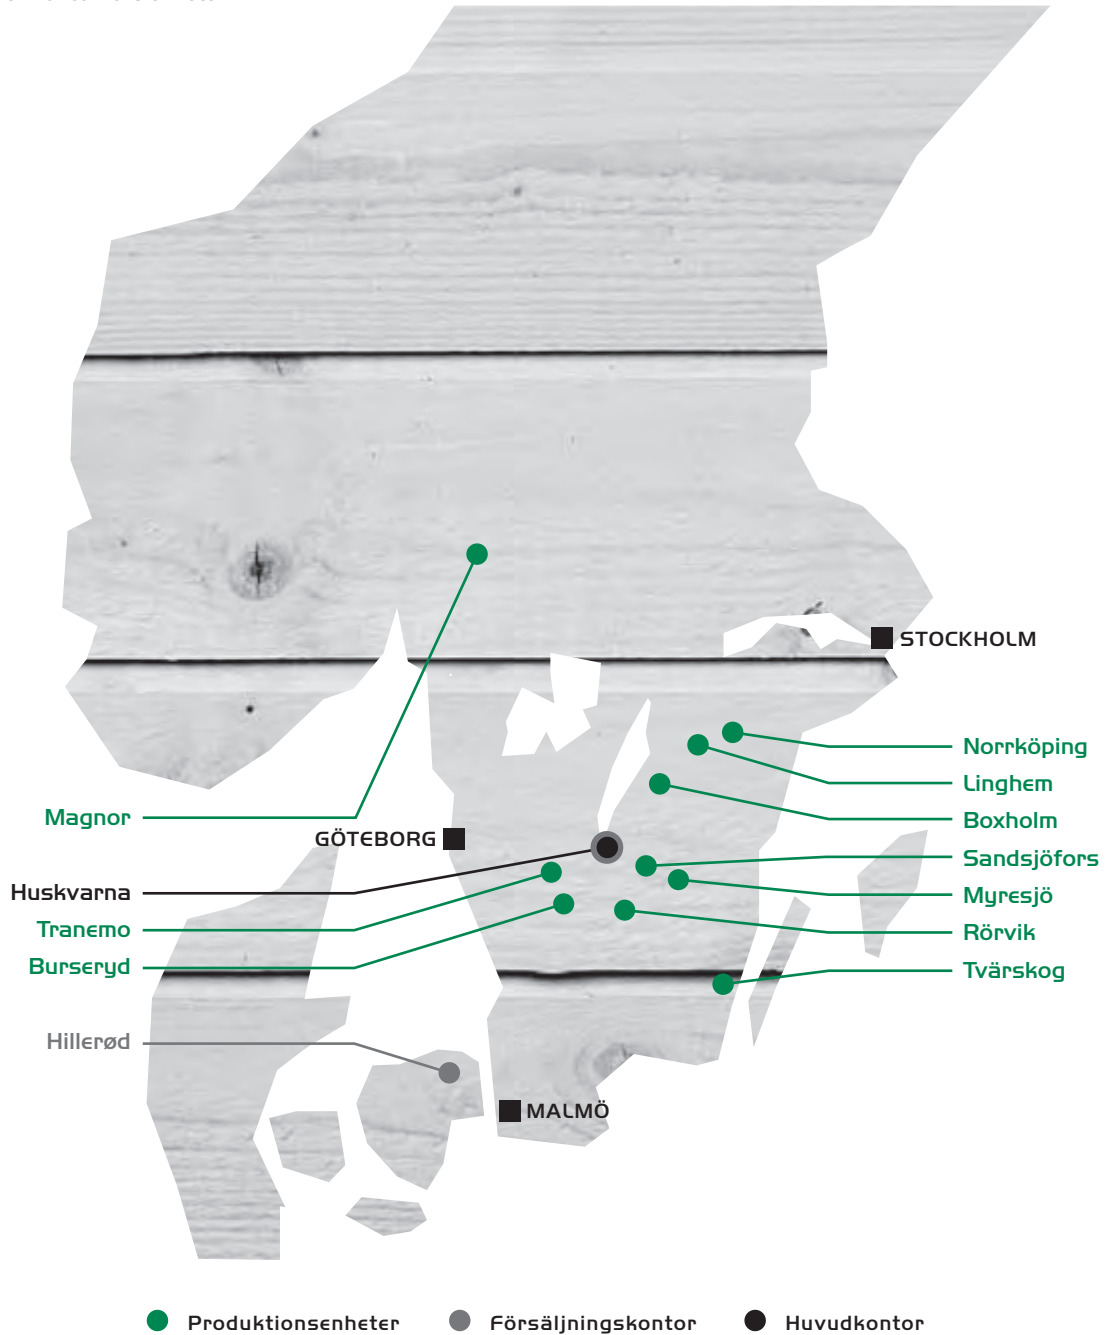 STOCKHOLM
Norrköping
Linghem
Boxholm
Magnor
GÖTEBORG
Sandsjöfors
Huskvarna
Myresjö
Tranemo
Rörvik
Burseryd
Tvärskog
Hillerød
MALMÖ
Produktionsenheter
Försäljningskontor
Huvudkontor